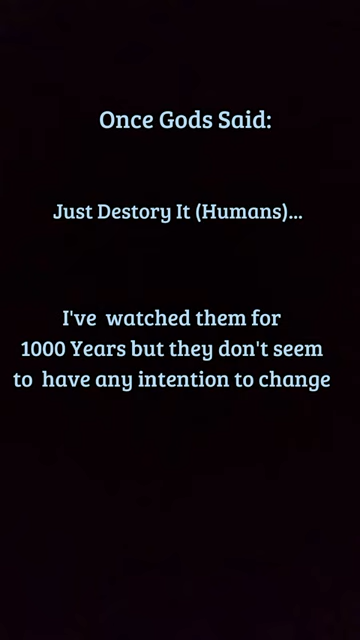 Once Gods Said:
Just Destory It (Humans)...
I've watched them for
1000 Years but they don't seem
to have any intention to change